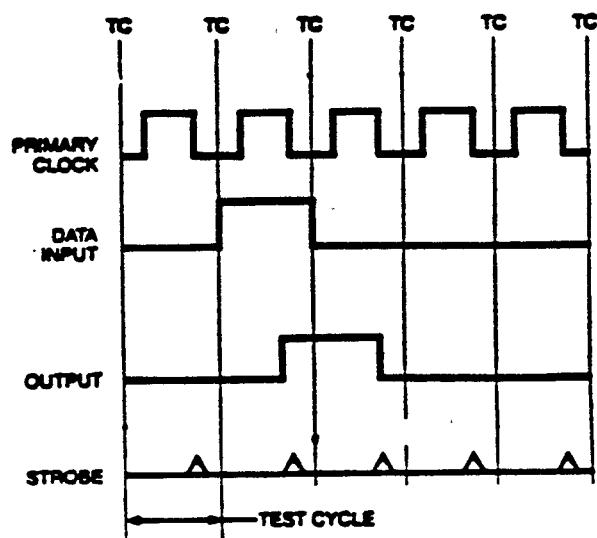 TC TC TC TC TC TC
PRIMARY
CLOCK
DATA
INPUT
OUTPUT
STROBE
TEST CYCLE